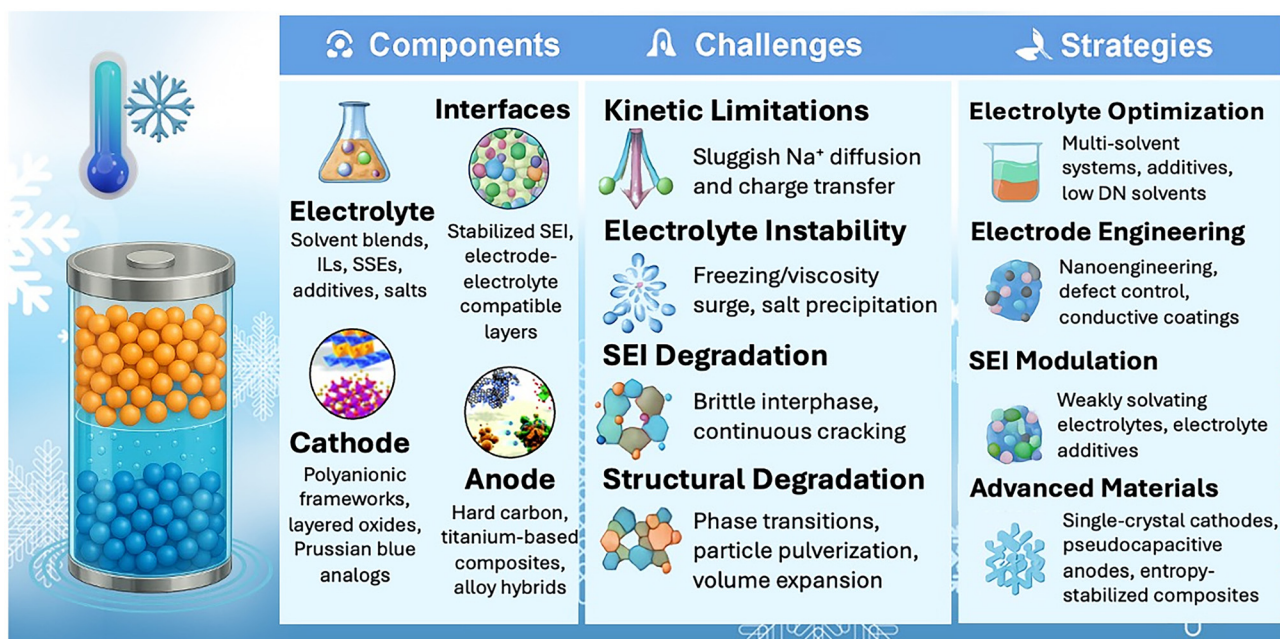 Components
Challenges
Strategies
Electrolyte
Solvent blends,
ILs, SSEs,
additives, salts
Interfaces
Stabilized SEI,
electrode-
electrolyte
compatible
layers
Cathode
Polyanionic
frameworks,
layered oxides,
Prussian blue
analogs
Anode
Hard carbon,
titanium-based
composites,
alloy hybrids
Kinetic Limitations
Sluggish Na⁺ diffusion
and charge transfer
Electrolyte Instability
Freezing/viscosity
surge, salt precipitation
SEI Degradation
Brittle interphase,
continuous cracking
Structural Degradation
Phase transitions,
particle pulverization,
volume expansion
Electrolyte Optimization
Multi-solvent
systems, additives,
low DN solvents
Electrode Engineering
Nanoengineering,
defect control,
conductive coatings
SEI Modulation
Weakly solvating
electrolytes, electrolyte
additives
Advanced Materials
Single-crystal cathodes,
pseudocapacitive
anodes, entropy-
stabilized composites